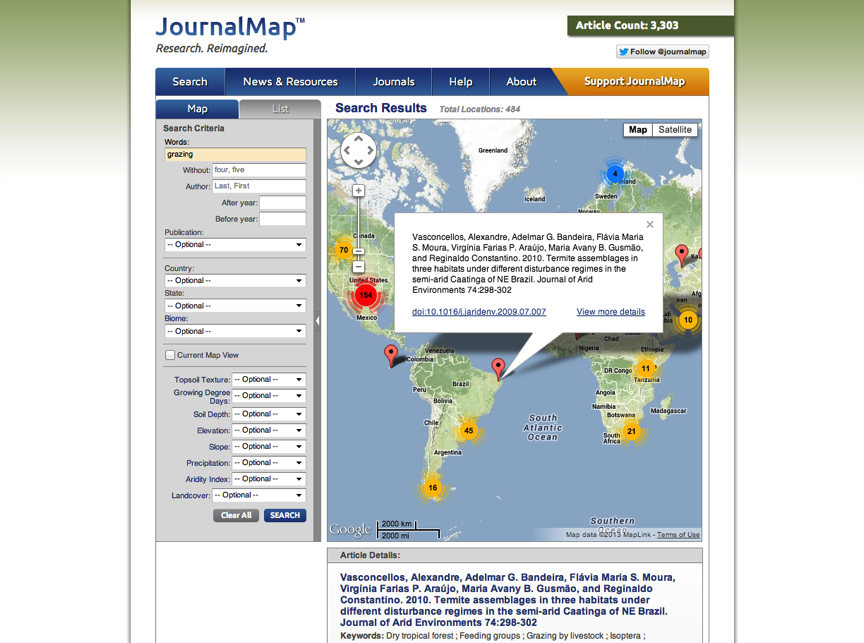 JournalMap™
Research. Reimagined.
Article Count: 3,303
Follow @journalmap
Search
News & Resources
Journals
Help
About
Support JournalMap
Map
List
Search Results
Total Locations: 484
Search Criteria
Words:
grazing
Without: four, five
Author: Last, First
After year:
Before year:
Publication:
-- Optional --
Country:
-- Optional --
State:
-- Optional --
Biome:
-- Optional --
Current Map View
Topsoil Texture: -- Optional --
Growing Degree
Days: -- Optional --
Soil Depth: -- Optional --
Elevation: -- Optional --
Slope: -- Optional --
Precipitation: -- Optional --
Aridity Index: -- Optional --
Landcover: -- Optional --
Clear All
SEARCH
Map
Satellite
Greenland
Iceland
4
Sweden
Norway
Canada
70
United States
154
Mexico
Vasconcellos, Alexandre, Adelmar G. Bandeira, Flávia Maria
S. Moura, Virgínia Farias P. Araújo, Maria Avany B. Gusmão,
and Reginaldo Constantino. 2010. Termite assemblages in
three habitats under different disturbance regimes in the
semi-arid Caatinga of NE Brazil. Journal of Arid
Environments 74:298-302
doi:10.1016/j.jaridenv.2009.07.007
View more details
Iran
10
Chad
Nigeria
Ethiopia
11
DR Congo
Tanzania
Angola
Namibia
Botswana
Madagascar
21
South
Africa
Venezuela
Colombia
Peru
Brazil
Bolivia
Chile
45
Argentina
16
South
Atlantic
Ocean
Southern
Ocean
Google
2000 km
2000 mi
Map data ©2013 MapLink - Terms of Use
Article Details:
Vasconcellos, Alexandre, Adelmar G. Bandeira, Flávia Maria S. Moura,
Virgínia Farias P. Araújo, Maria Avany B. Gusmão, and Reginaldo
Constantino. 2010. Termite assemblages in three habitats under
different disturbance regimes in the semi-arid Caatinga of NE Brazil.
Journal of Arid Environments 74:298-302
Keywords: Dry tropical forest ; Feeding groups ; Grazing by livestock ; Isoptera ;